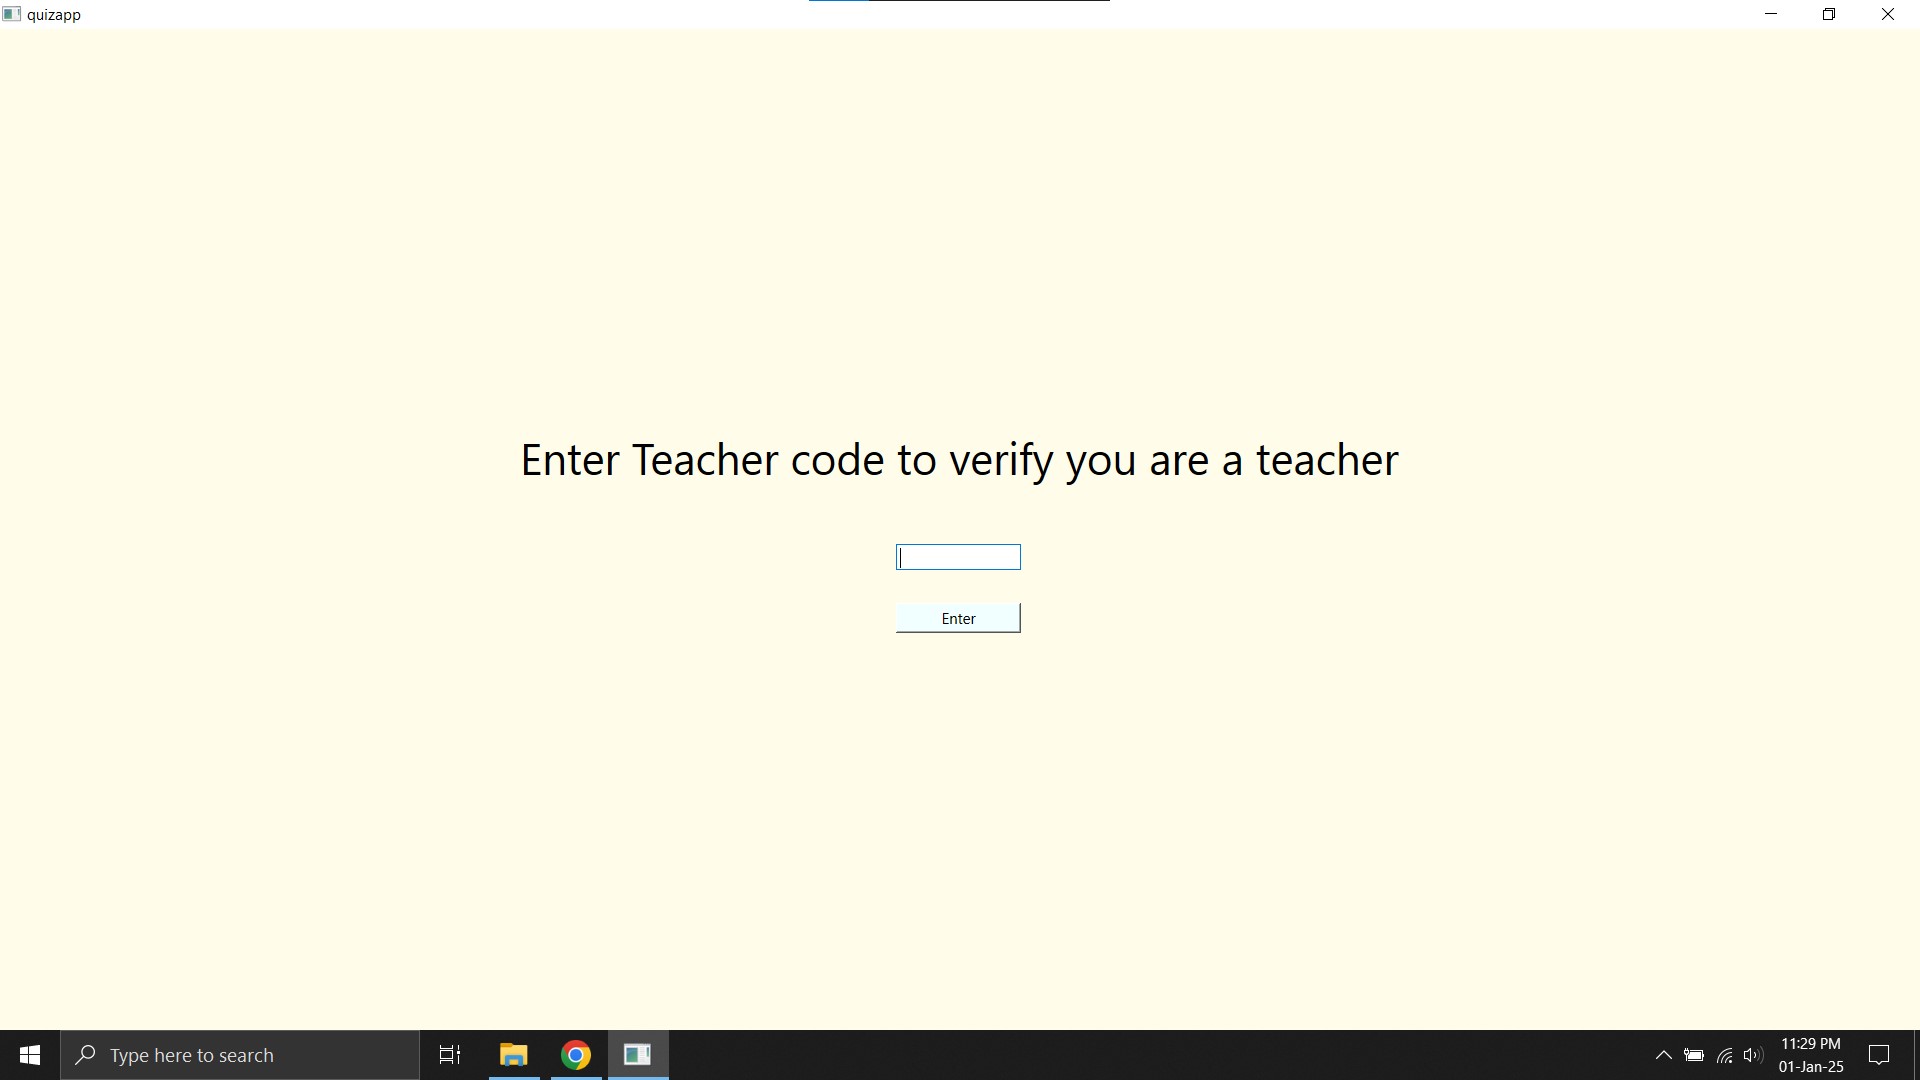 quizapp
Enter Teacher code to verify you are a teacher
Enter
Type here to search
11:29 PM
01-Jan-25